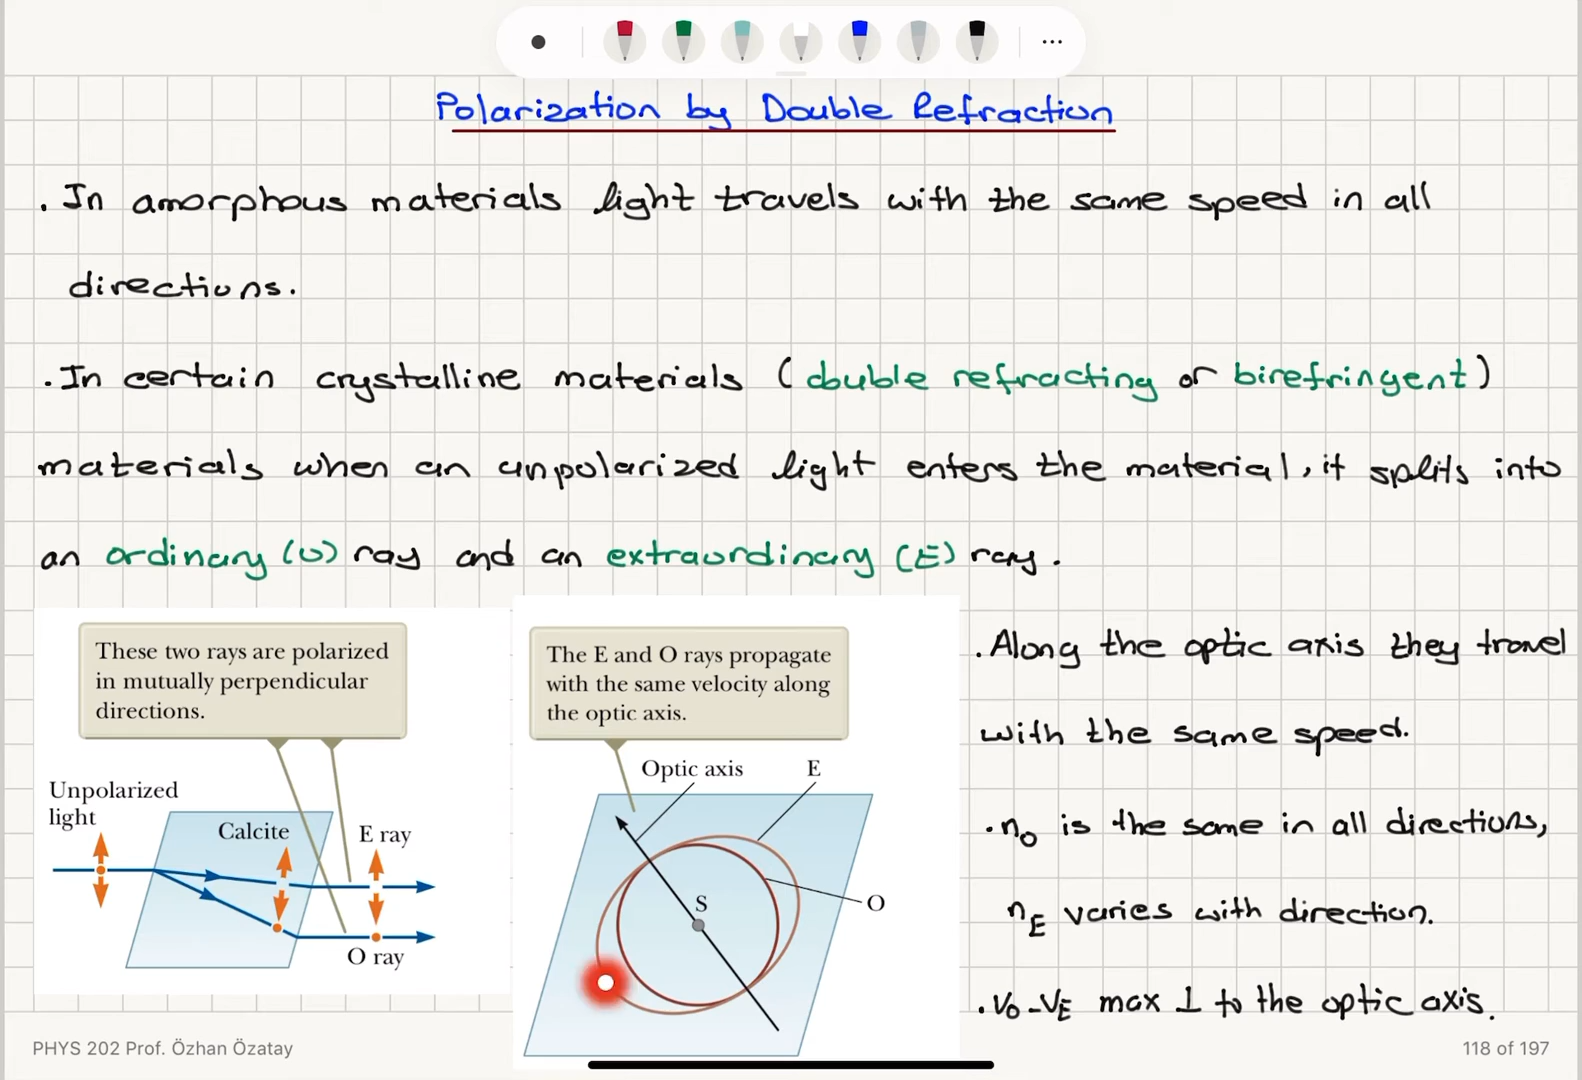 Polarization by Double Refraction
. In amorphous materials light travels with the same speed in all
directions.
. In certain crystalline materials (double refracting or birefringent)
materials when an unpolarized light enters the material, it splits into
an ordinary (O) ray and an extraordinary (E) ray.
These two rays are polarized
in mutually perpendicular
directions.
Unpolarized
light
Calcite
E ray
O ray
The E and O rays propagate
with the same velocity along
the optic axis.
Optic axis
E
S
O
. Along the optic axis they travel
with the same speed.
. nO is the same in all directions,
nE varies with direction.
. vO - vE max ⊥ to the optic axis.
PHYS 202 Prof. Özhan Özatay
118 of 197